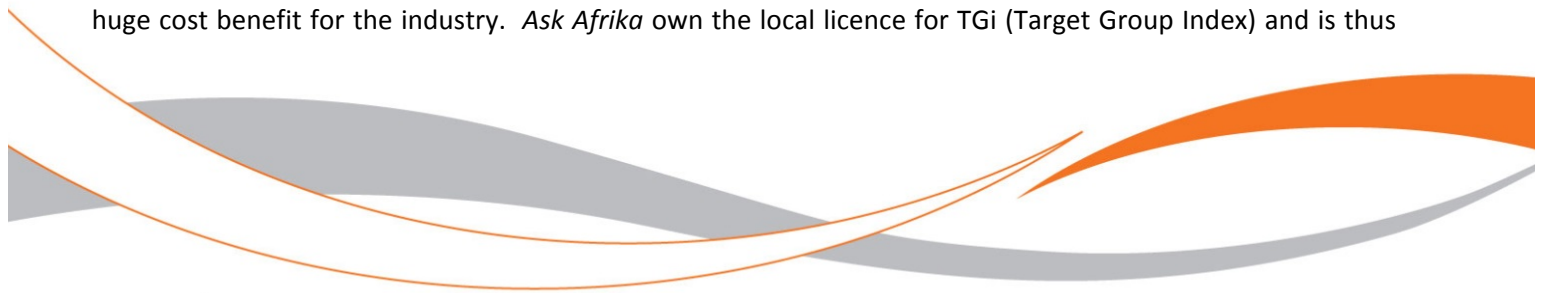 huge cost benefit for the industry. Ask Afrika own the local licence for TGi (Target Group Index) and is thus